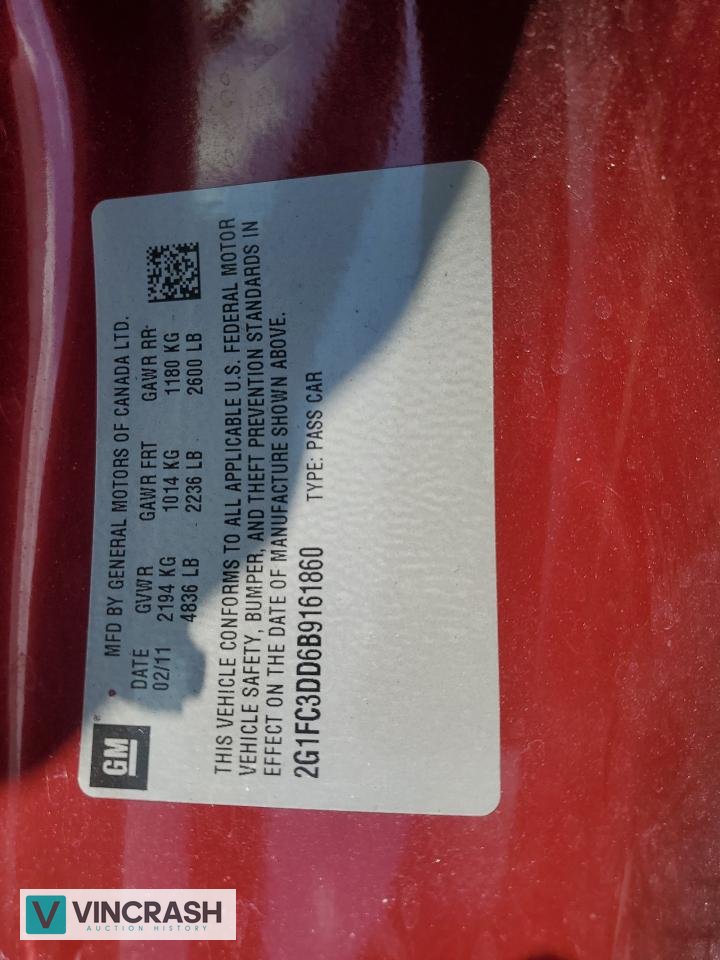 GM
®
MFD BY GENERAL MOTORS OF CANADA LTD.
DATE GVWR GAWR FRT GAWR RR
02/11 2194 KG 1014 KG 1180 KG
4836 LB 2236 LB 2600 LB
THIS VEHICLE CONFORMS TO ALL APPLICABLE U.S. FEDERAL MOTOR
VEHICLE SAFETY, BUMPER, AND THEFT PREVENTION STANDARDS IN
EFFECT ON THE DATE OF MANUFACTURE SHOWN ABOVE.
2G1FC3DD6B9161860 TYPE: PASS CAR
V VINCRASH
AUCTION HISTORY